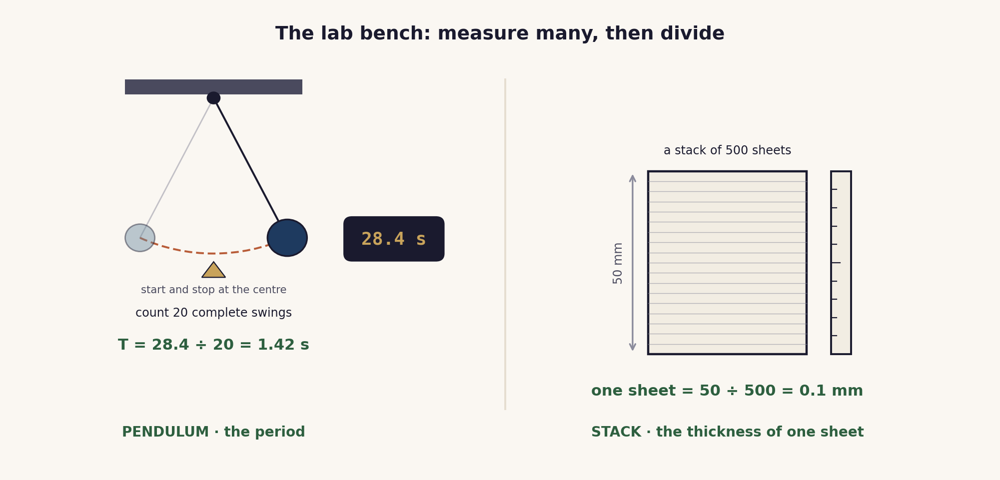 The lab bench: measure many, then divide
28.4 s
start and stop at the centre
count 20 complete swings
T = 28.4 ÷ 20 = 1.42 s
PENDULUM · the period
a stack of 500 sheets
50 mm
one sheet = 50 ÷ 500 = 0.1 mm
STACK · the thickness of one sheet